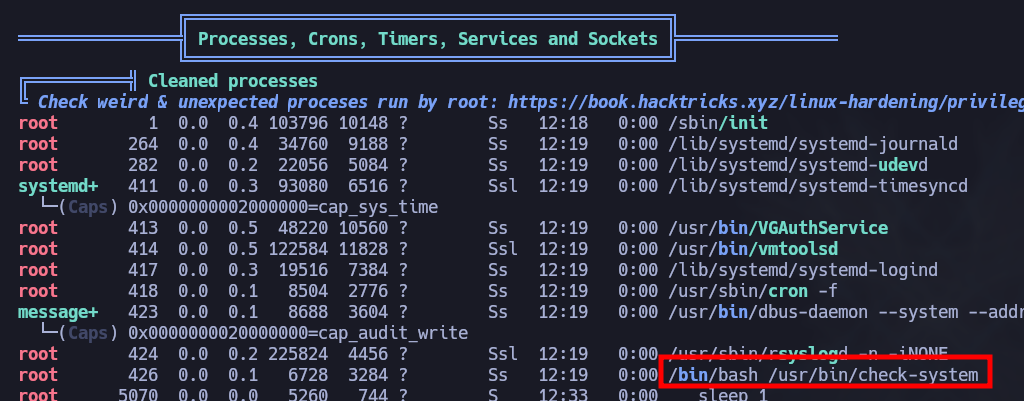 Processes, Crons, Timers, Services and Sockets
Cleaned processes
Check weird & unexpected proceses run by root: https://book.hacktricks.xyz/linux-hardening/privileg
root 1 0.0 0.4 103796 10148 ? Ss 12:18 0:00 /sbin/init
root 264 0.0 0.4 34760 9188 ? Ss 12:19 0:00 /lib/systemd/systemd-journald
root 282 0.0 0.2 22056 5084 ? Ss 12:19 0:00 /lib/systemd/systemd-udevd
systemd+ 411 0.0 0.3 93080 6516 ? Ssl 12:19 0:00 /lib/systemd/systemd-timesyncd
└─(Caps) 0x0000000002000000=cap_sys_time
root 413 0.0 0.5 48220 10560 ? Ss 12:19 0:00 /usr/bin/VGAuthService
root 414 0.0 0.5 122584 11828 ? Ssl 12:19 0:00 /usr/bin/vmtoolsd
root 417 0.0 0.3 19516 7384 ? Ss 12:19 0:00 /lib/systemd/systemd-logind
root 418 0.0 0.1 8504 2776 ? Ss 12:19 0:00 /usr/sbin/cron -f
message+ 423 0.0 0.1 8688 3604 ? Ss 12:19 0:00 /usr/bin/dbus-daemon --system --addr
└─(Caps) 0x0000000020000000=cap_audit_write
root 424 0.0 0.2 225824 4456 ? Ssl 12:19 0:00 /usr/sbin/rsyslogd -n -iNONE
root 426 0.0 0.1 6728 3284 ? Ss 12:19 0:00 /bin/bash /usr/bin/check-system
root 5070 0.0 0.0 5260 744 ? S 12:33 0:00 sleep 1